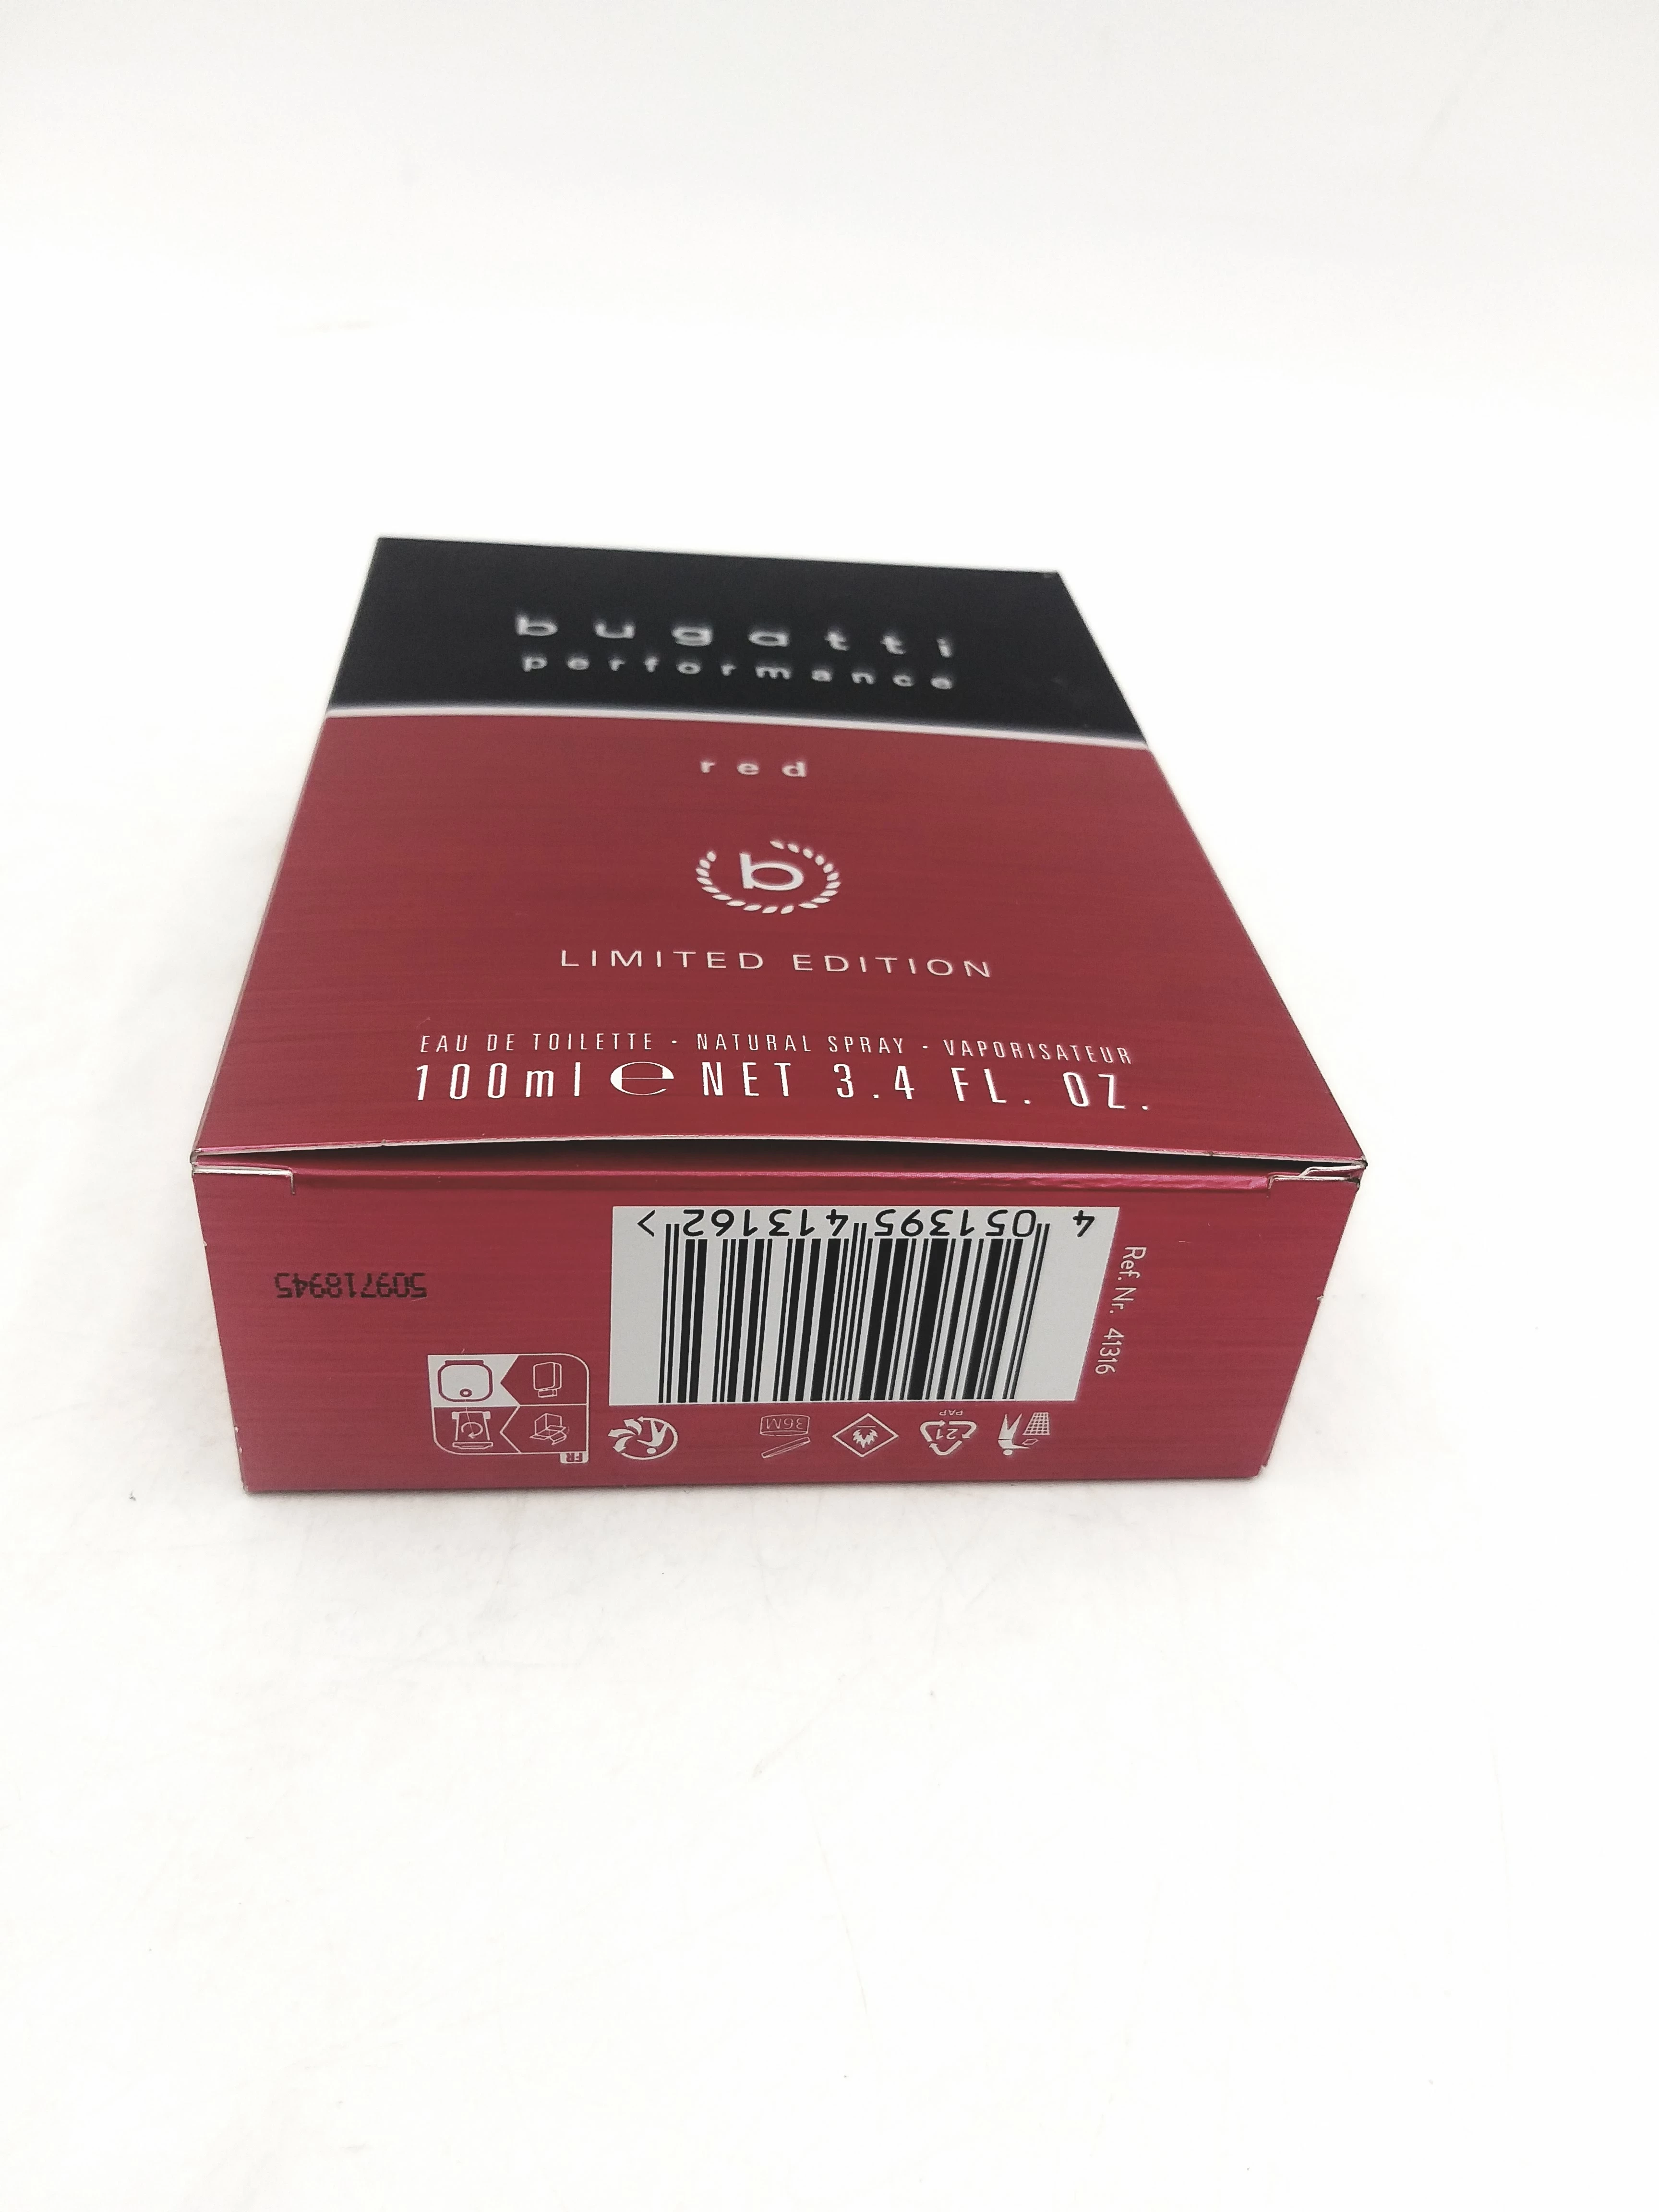 bugatti
performance
red
b
LIMITED EDITION
EAU DE TOILETTE · NATURAL SPRAY · VAPORISATEUR
100ml e NET 3.4 FL. OZ.
4 051395 413162 >
Ref. Nr. 41316
509718945
36M
21
PAP
FR